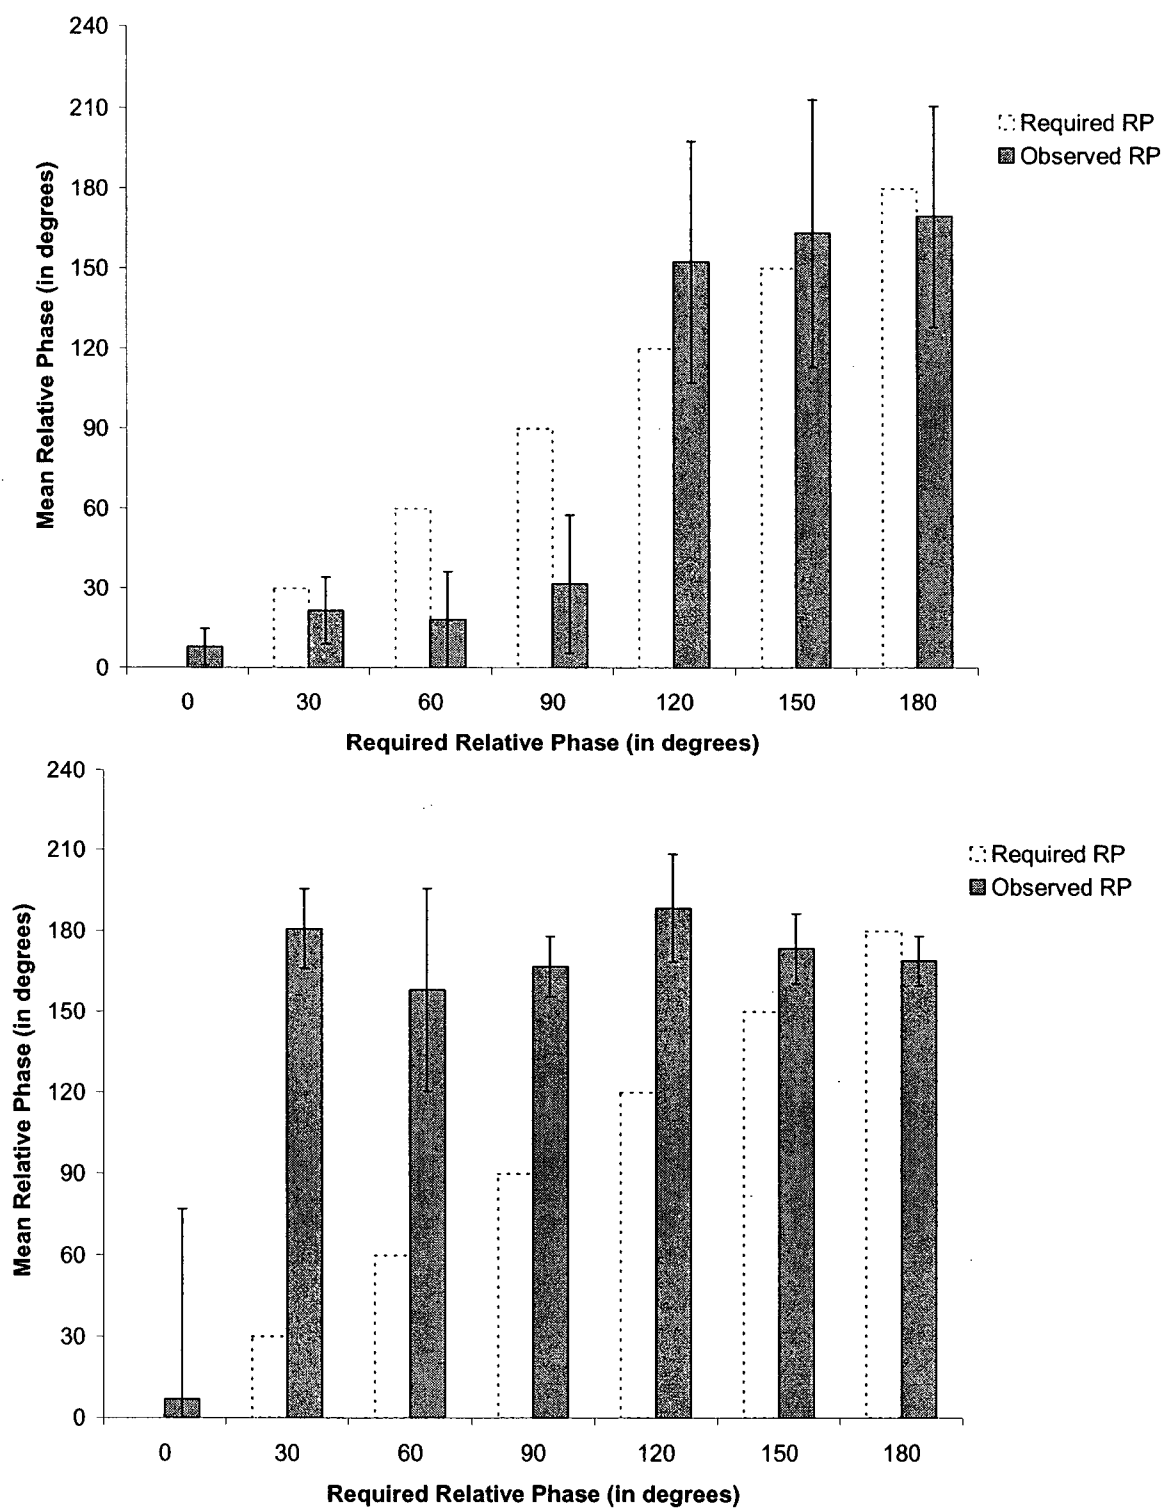 240
210
180
150
120
90
60
30
0
Mean Relative Phase (in degrees)
Required RP
Observed RP
0 30 60 90 120 150 180
Required Relative Phase (in degrees)
240
210
180
150
120
90
60
30
0
Mean Relative Phase (in degrees)
Required RP
Observed RP
0 30 60 90 120 150 180
Required Relative Phase (in degrees)